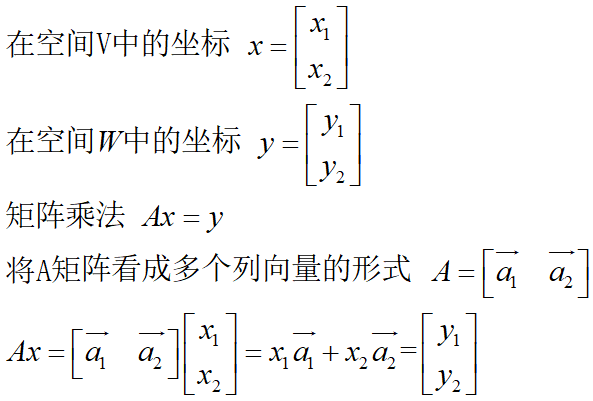 在空间V中的坐标 x = [x₁ x₂]
在空间W中的坐标 y = [y₁ y₂]
矩阵乘法 Ax = y
将A矩阵看成多个列向量的形式 A = [a₁→ a₂→]
Ax = [a₁→ a₂→][x₁ x₂] = x₁a₁→ + x₂a₂→ = [y₁ y₂]